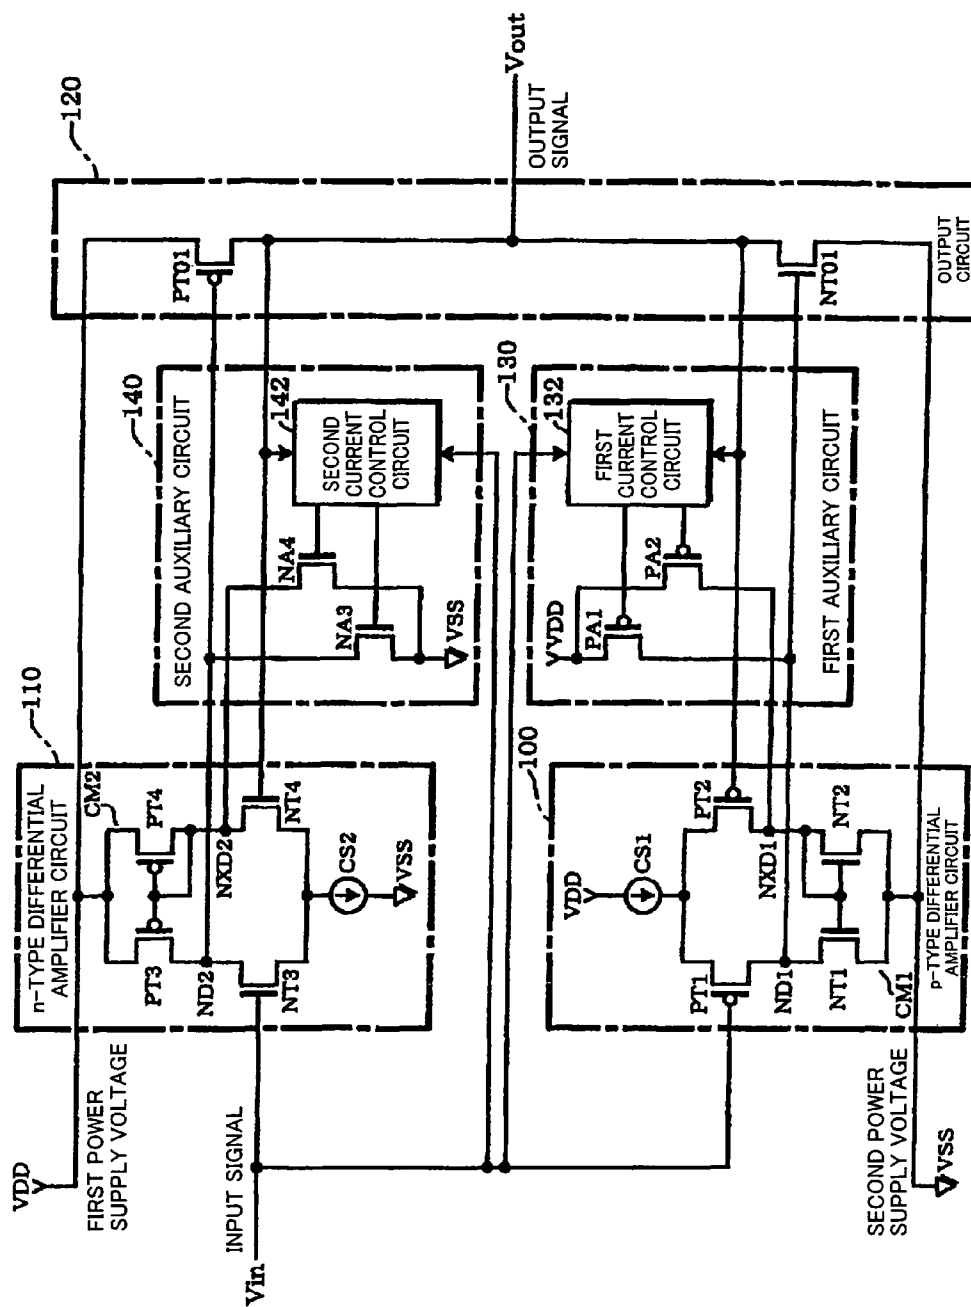 VDD
FIRST POWER
SUPPLY VOLTAGE
110
n-TYPE DIFFERENTIAL
AMPLIFIER CIRCUIT
CM2
PT3
PT4
ND2
NXD2
NT3
NT4
CS2
VSS
140
SECOND AUXILIARY CIRCUIT
142
SECOND
CURRENT
CONTROL
CIRCUIT
NA4
NA3
VSS
120
PT01
Vout
OUTPUT
SIGNAL
INPUT SIGNAL
Vin
130
132
FIRST
CURRENT
CONTROL
CIRCUIT
VDD
PA1
PA2
FIRST AUXILIARY CIRCUIT
100
VDD
CS1
PT1
PT2
ND1
NXD1
NT1
NT2
CM1
p-TYPE DIFFERENTIAL
AMPLIFIER CIRCUIT
NT01
OUTPUT
CIRCUIT
SECOND POWER
SUPPLY VOLTAGE
VSS